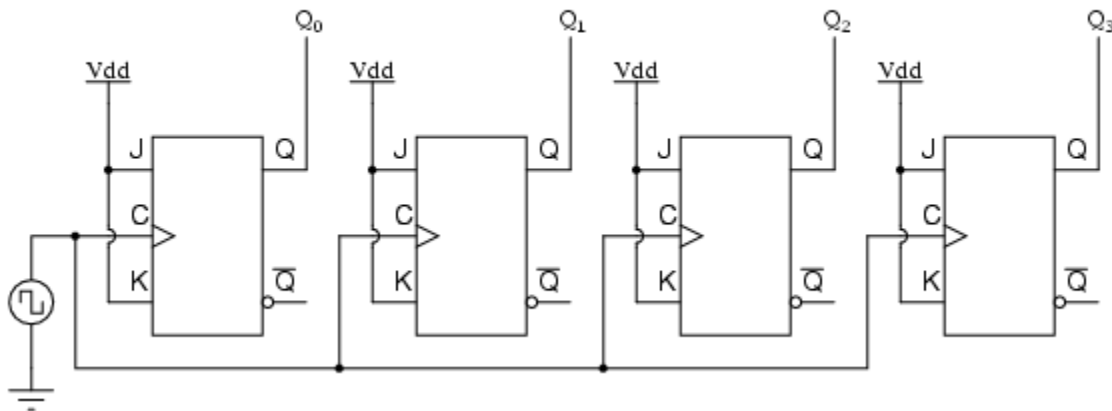 Q₀ Q₁ Q₂ Q₃
Vdd Vdd Vdd Vdd
J Q J Q J Q J Q
C C C C
K Q̅ K Q̅ K Q̅ K Q̅